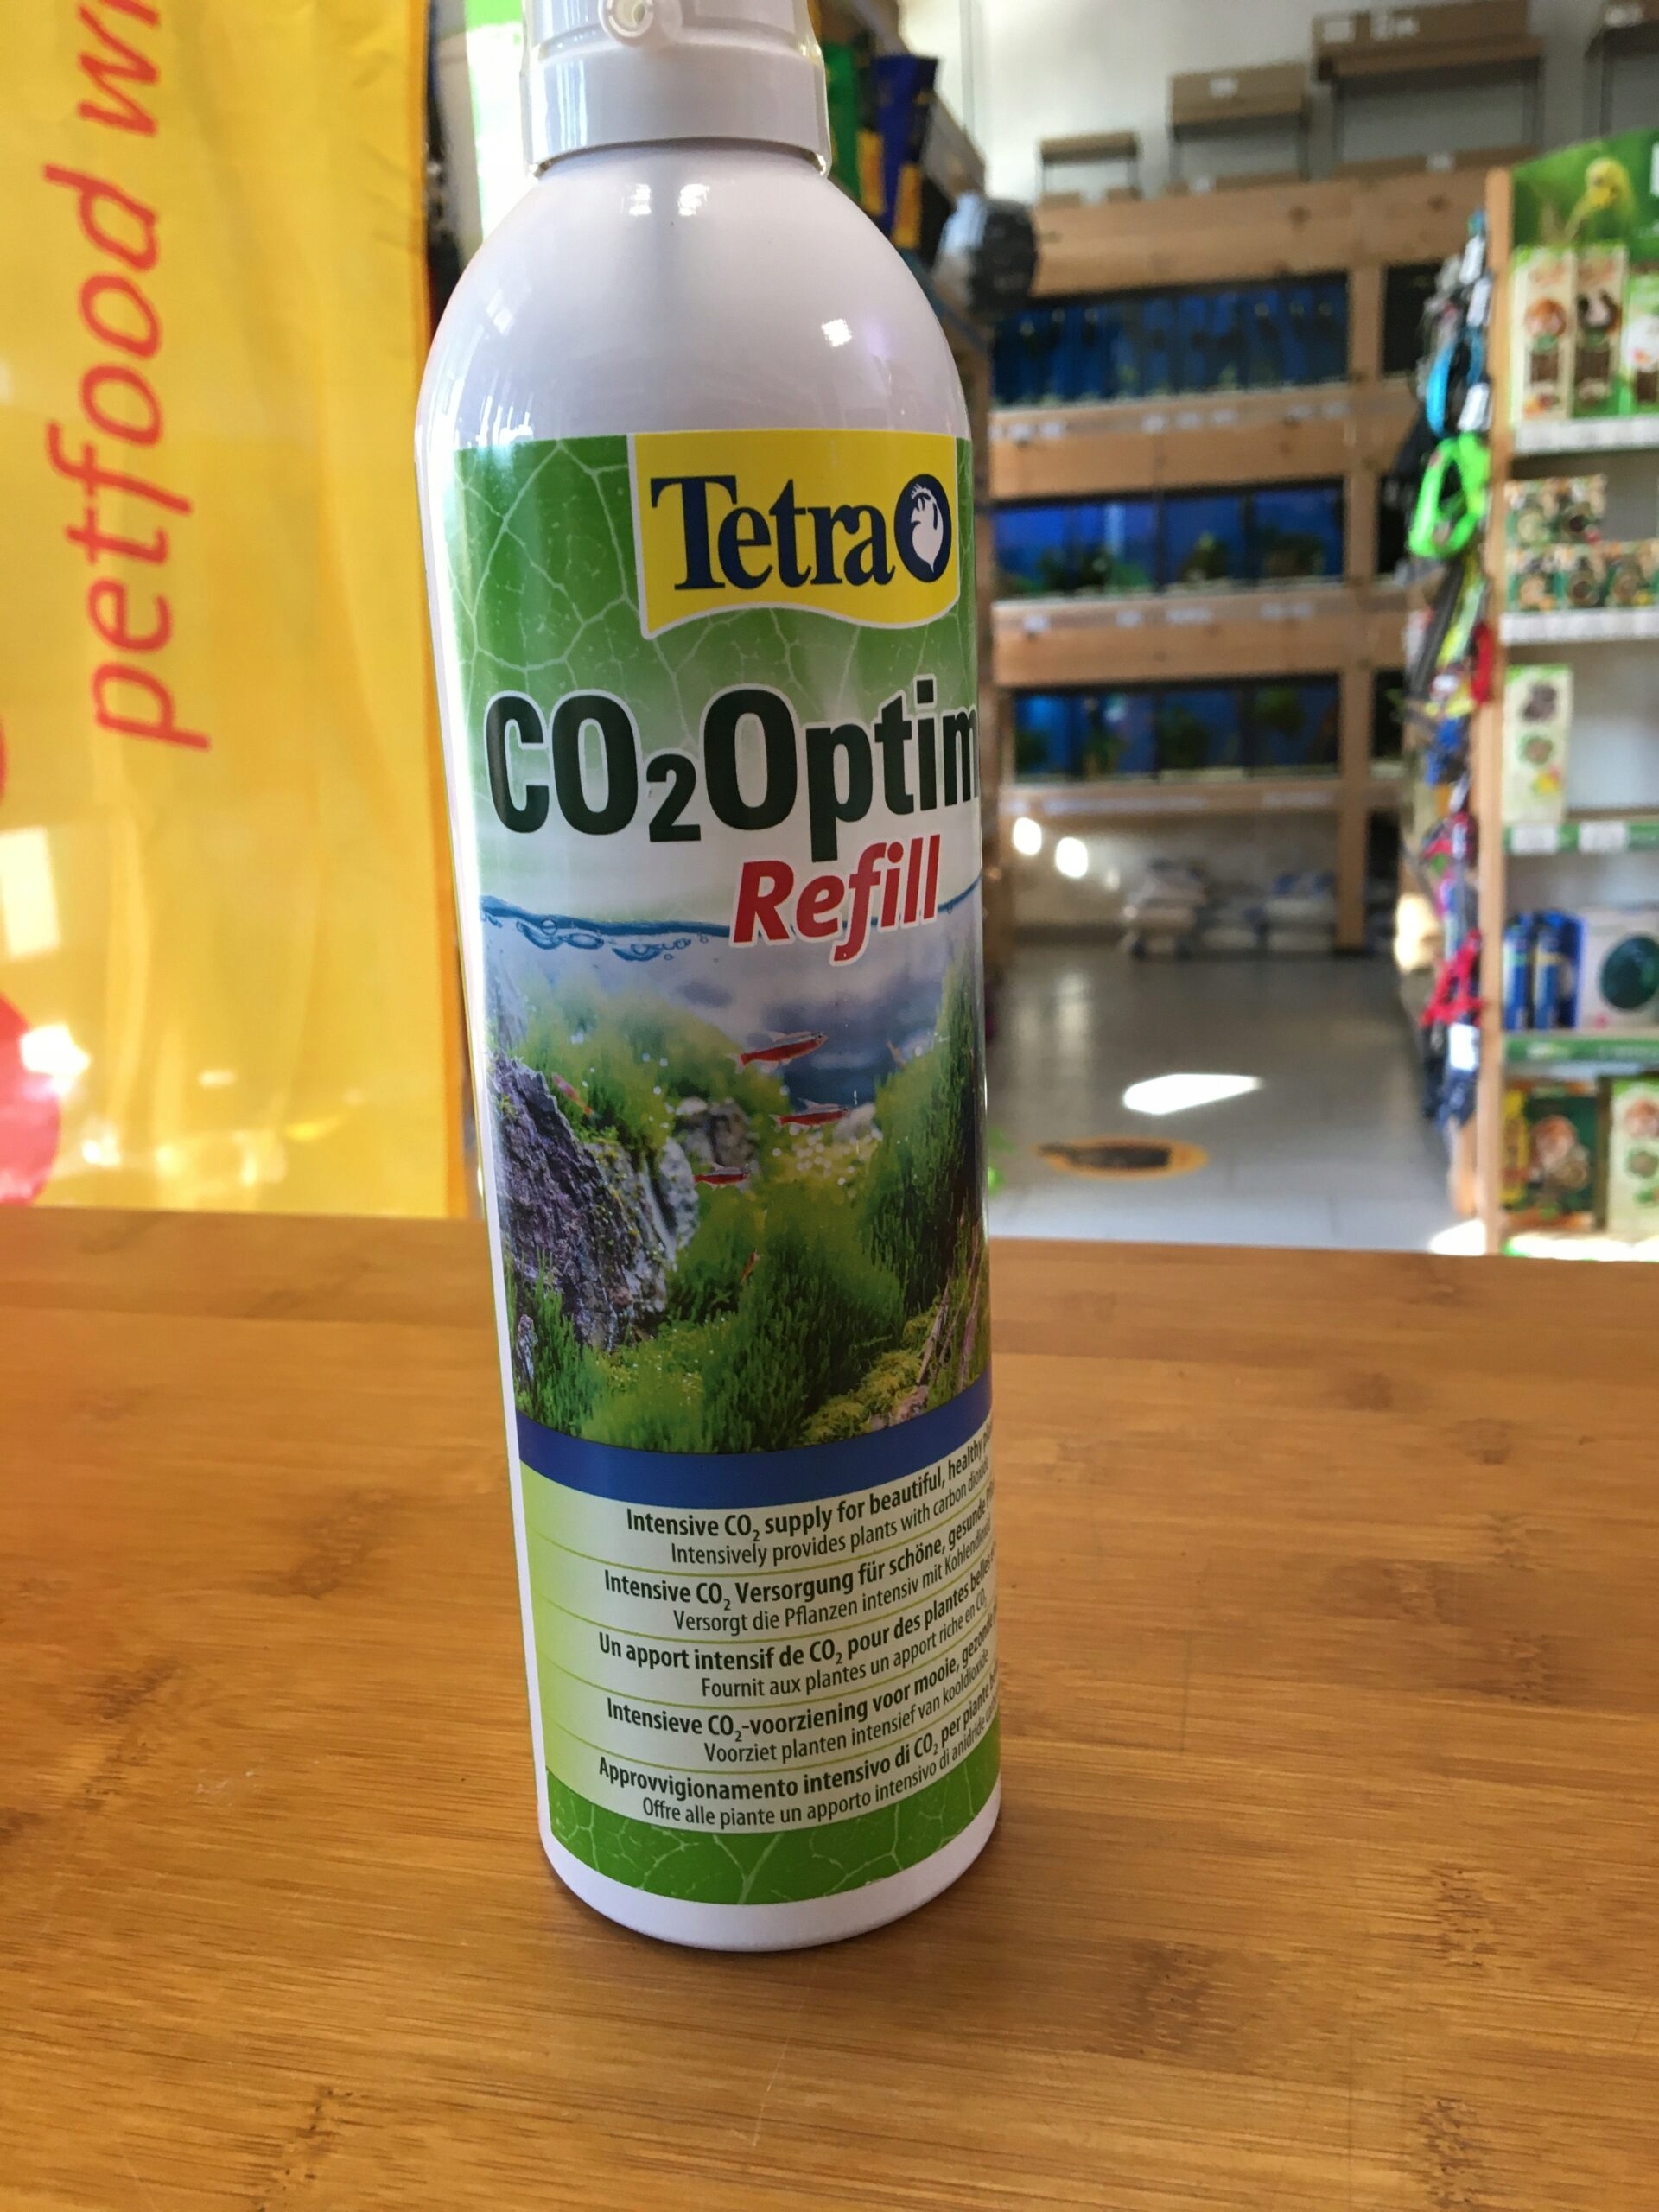 petfood
Tetra
CO₂Optim
Refill
Intensive CO₂ supply for beautiful, healthy
Intensively provides plants with carbon
Intensive CO₂ Versorgung für schöne, gesunde
Versorgt die Pflanzen intensiv mit
Un apport intensif de CO₂ pour des plantes belles
Fournit aux plantes un apport riche en CO₂
Intensieve CO₂-voorziening voor mooie,
Voorziet planten intensief van kooldioxide
Approvvigionamento intensivo di CO₂ per piante
Offre alle piante un apporto intensivo di anidride